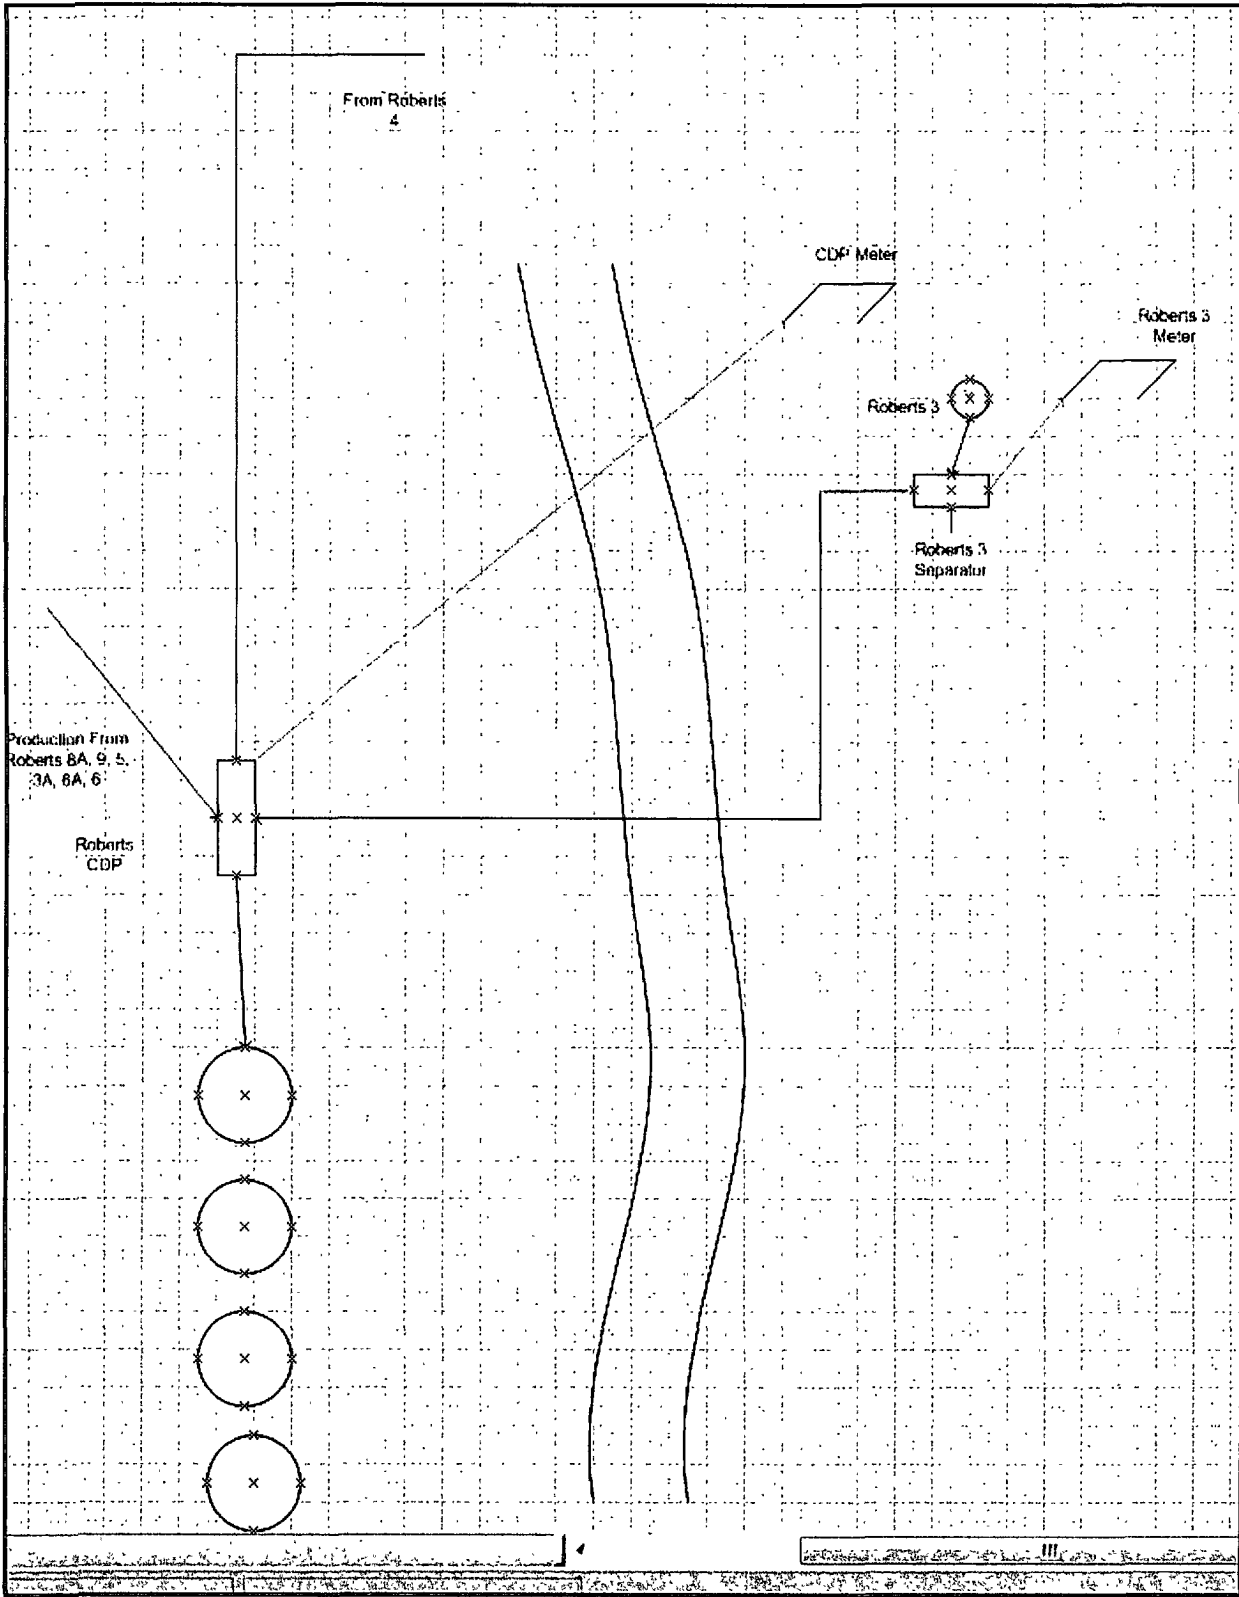 From Roberts
4
CDP Meter
Roberts 3
Meter
Roberts 3
Roberts 3
Separator
Production From
Roberts 8A, 9, 5,
3A, 6A, 6
Roberts
CDP